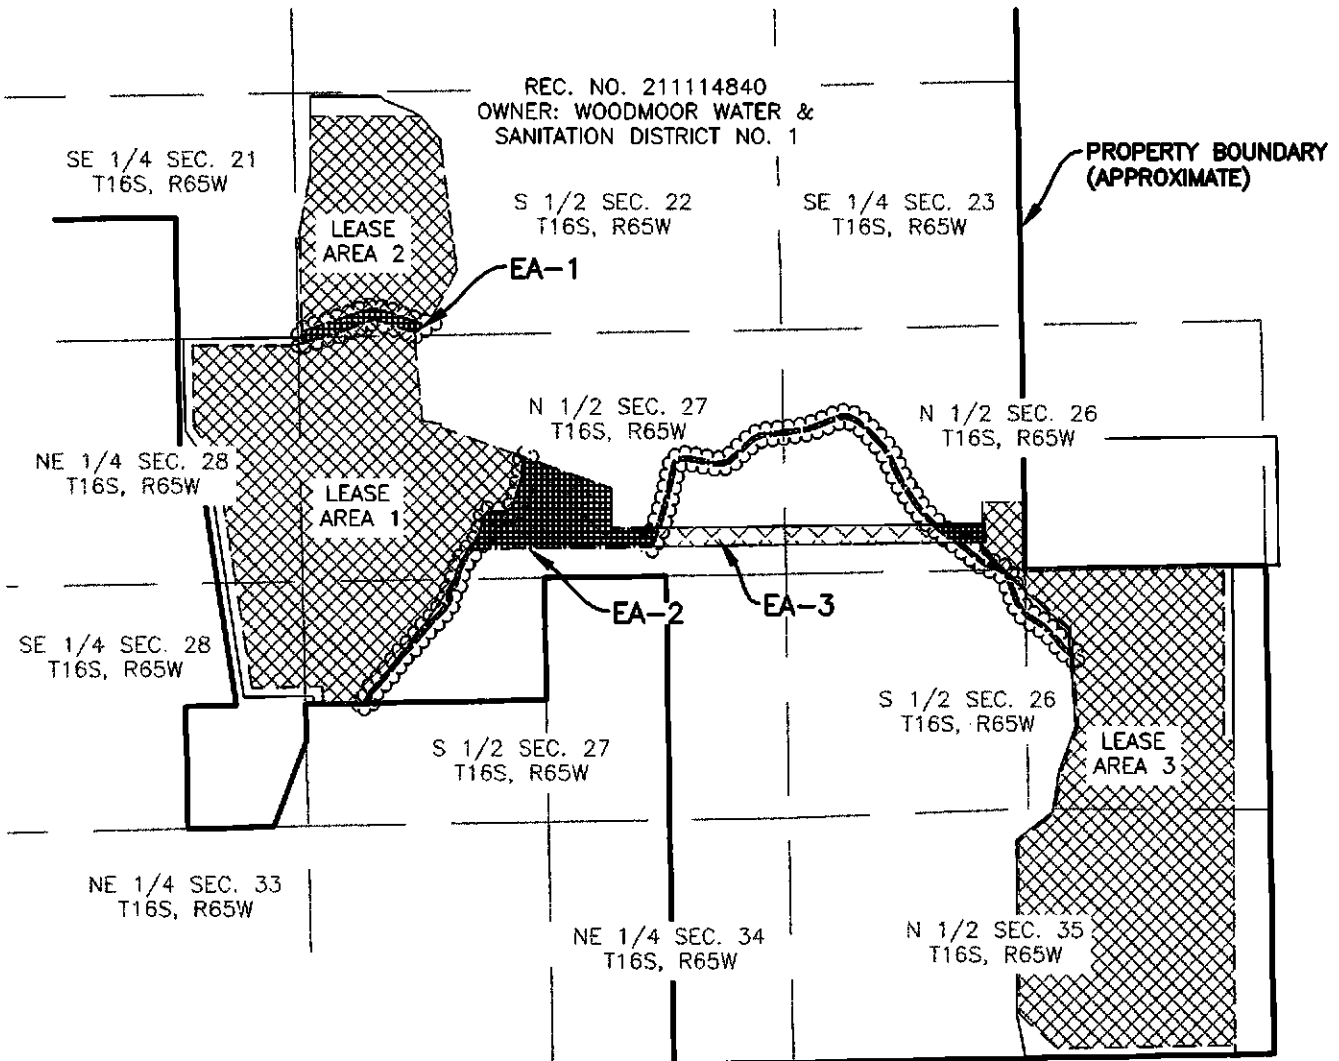 REC. NO. 211114840
OWNER: WOODMOOR WATER &
SANITATION DISTRICT NO. 1
PROPERTY BOUNDARY
(APPROXIMATE)
SE 1/4 SEC. 21
T16S, R65W
S 1/2 SEC. 22
T16S, R65W
SE 1/4 SEC. 23
T16S, R65W
LEASE
AREA 2
EA-1
N 1/2 SEC. 27
T16S, R65W
N 1/2 SEC. 26
T16S, R65W
NE 1/4 SEC. 28
T16S, R65W
LEASE
AREA 1
EA-2
EA-3
SE 1/4 SEC. 28
T16S, R65W
S 1/2 SEC. 26
T16S, R65W
S 1/2 SEC. 27
T16S, R65W
LEASE
AREA 3
NE 1/4 SEC. 33
T16S, R65W
NE 1/4 SEC. 34
T16S, R65W
N 1/2 SEC. 35
T16S, R65W